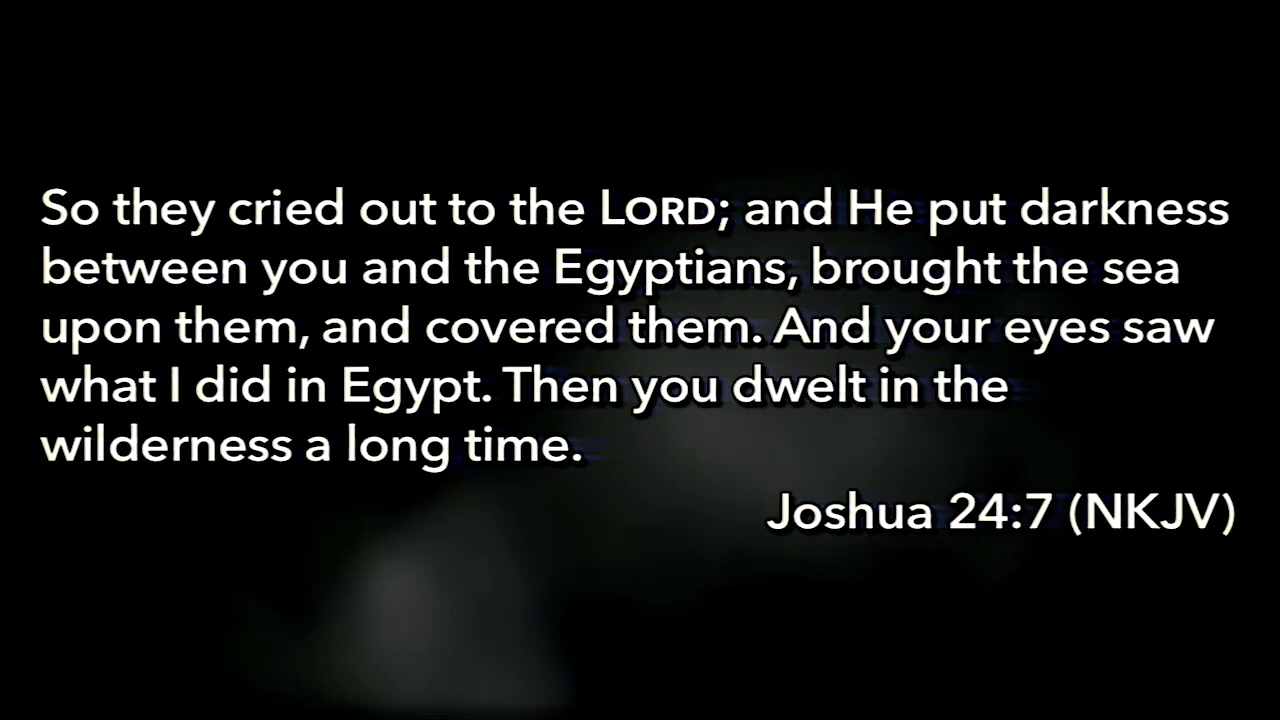 So they cried out to the LORD; and He put darkness
between you and the Egyptians, brought the sea
upon them, and covered them. And your eyes saw
what I did in Egypt. Then you dwelt in the
wilderness a long time.
Joshua 24:7 (NKJV)